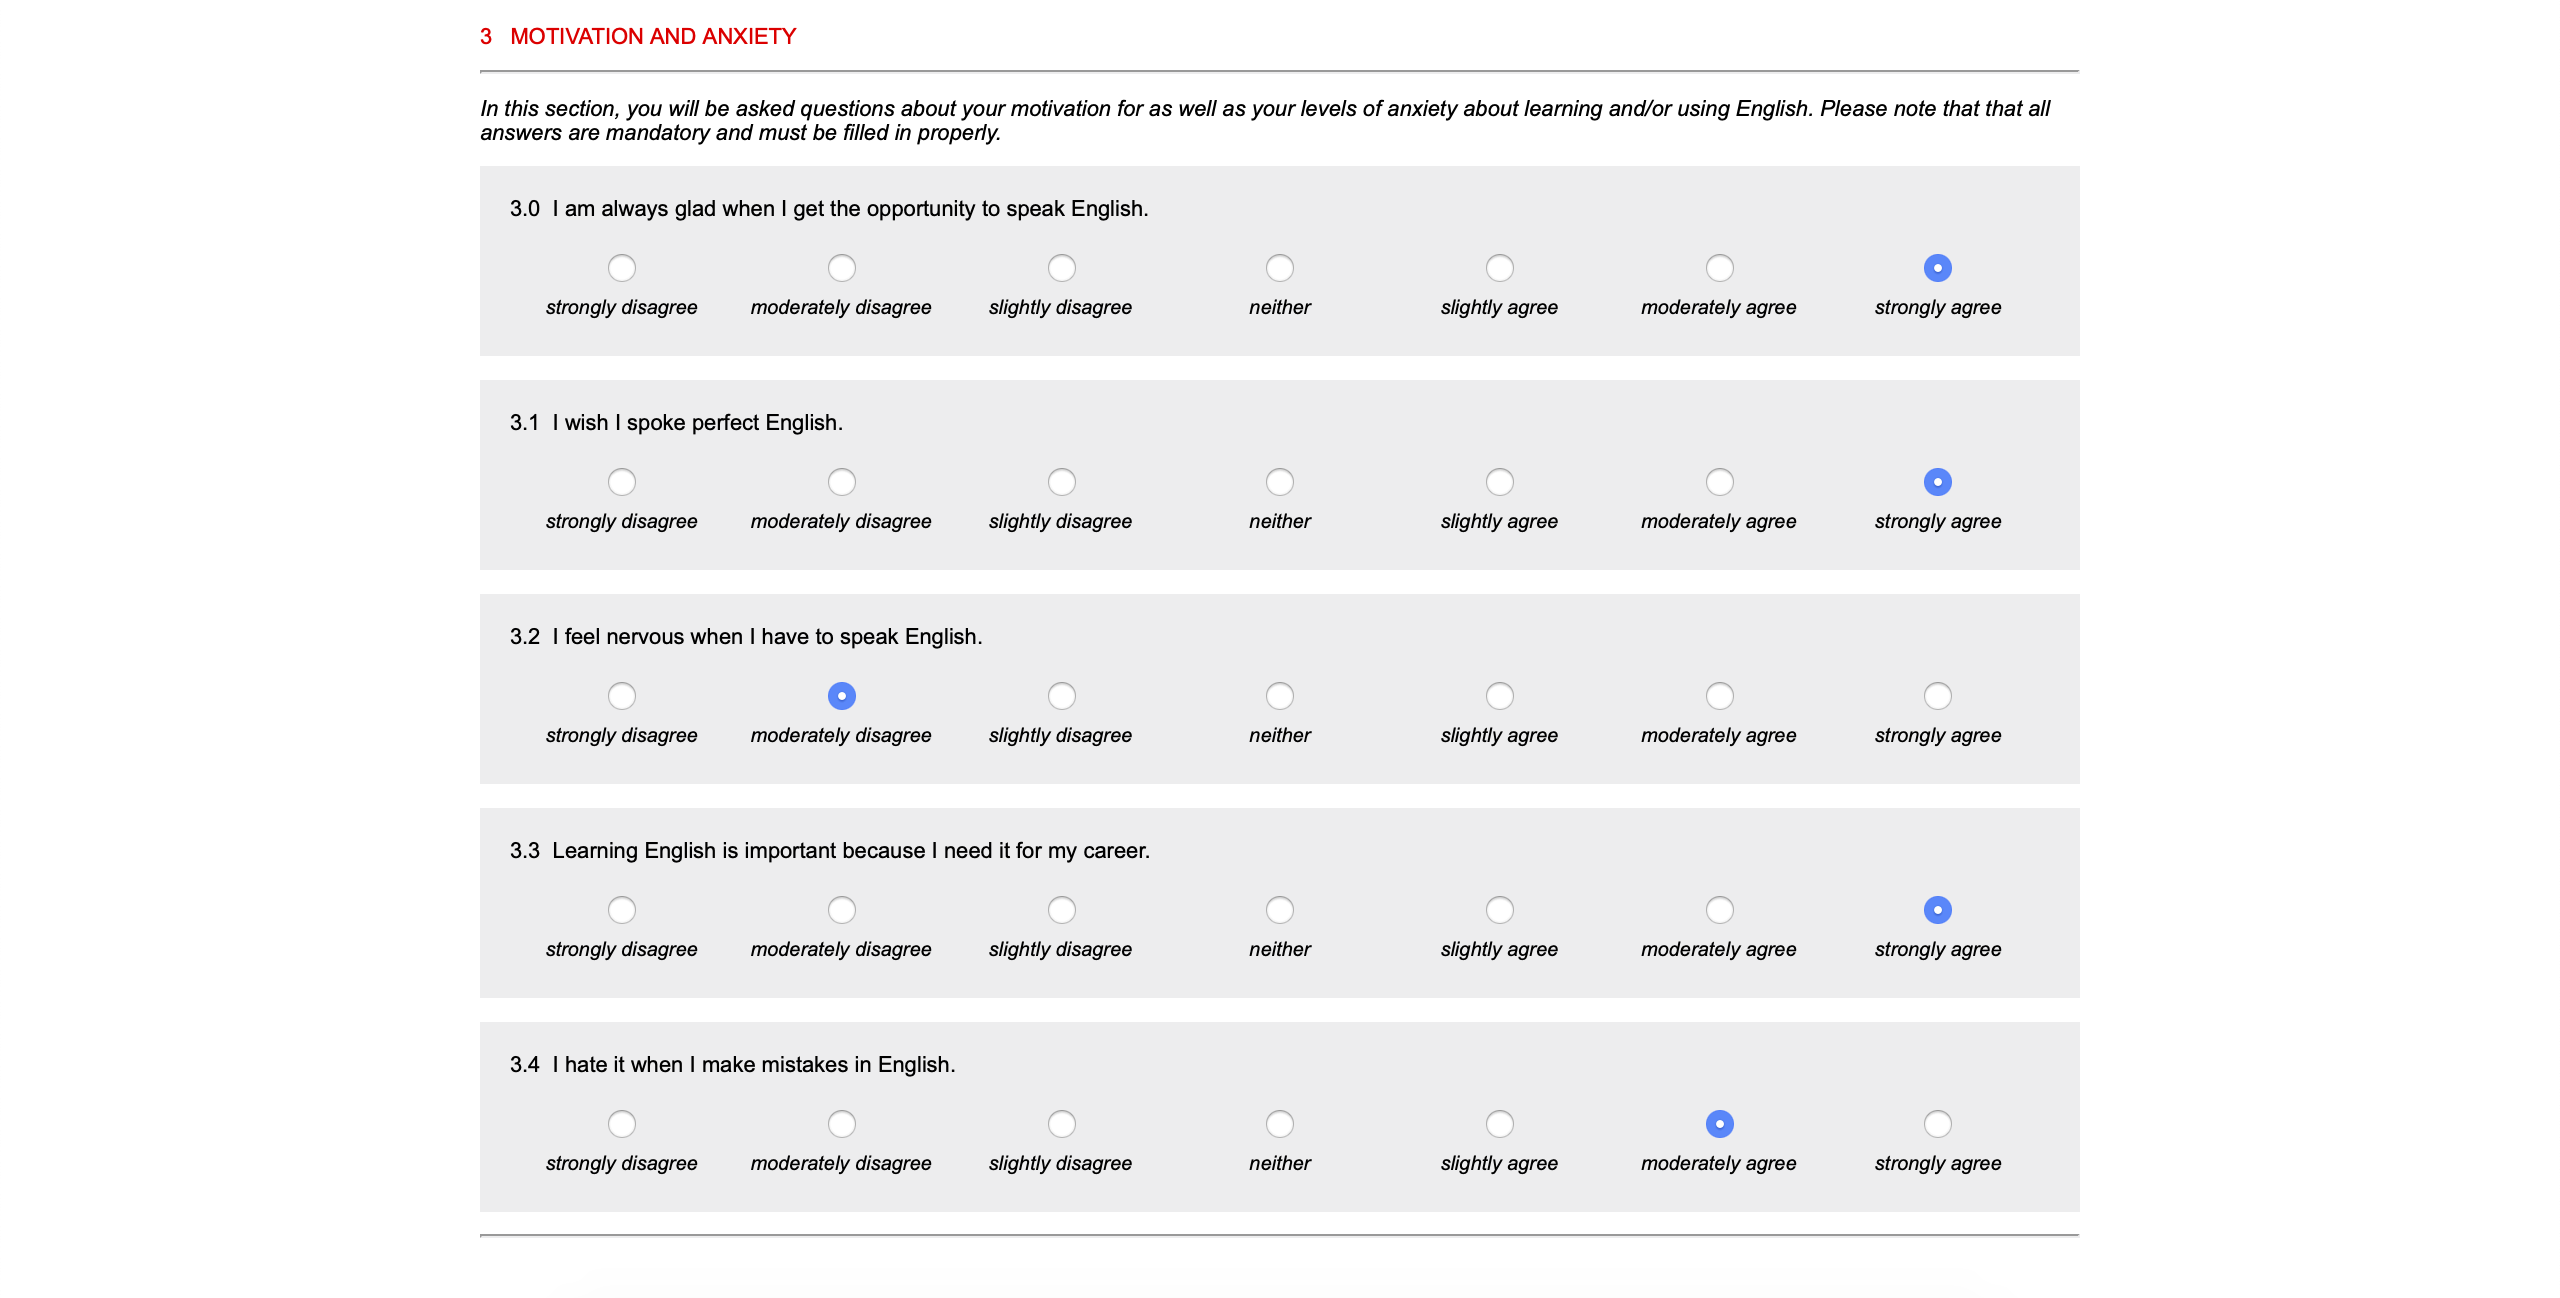 3 MOTIVATION AND ANXIETY
In this section, you will be asked questions about your motivation for as well as your levels of anxiety about learning and/or using English. Please note that that all
answers are mandatory and must be filled in properly.
3.0 I am always glad when I get the opportunity to speak English.
strongly disagree moderately disagree slightly disagree neither slightly agree moderately agree strongly agree
3.1 I wish I spoke perfect English.
strongly disagree moderately disagree slightly disagree neither slightly agree moderately agree strongly agree
3.2 I feel nervous when I have to speak English.
strongly disagree moderately disagree slightly disagree neither slightly agree moderately agree strongly agree
3.3 Learning English is important because I need it for my career.
strongly disagree moderately disagree slightly disagree neither slightly agree moderately agree strongly agree
3.4 I hate it when I make mistakes in English.
strongly disagree moderately disagree slightly disagree neither slightly agree moderately agree strongly agree